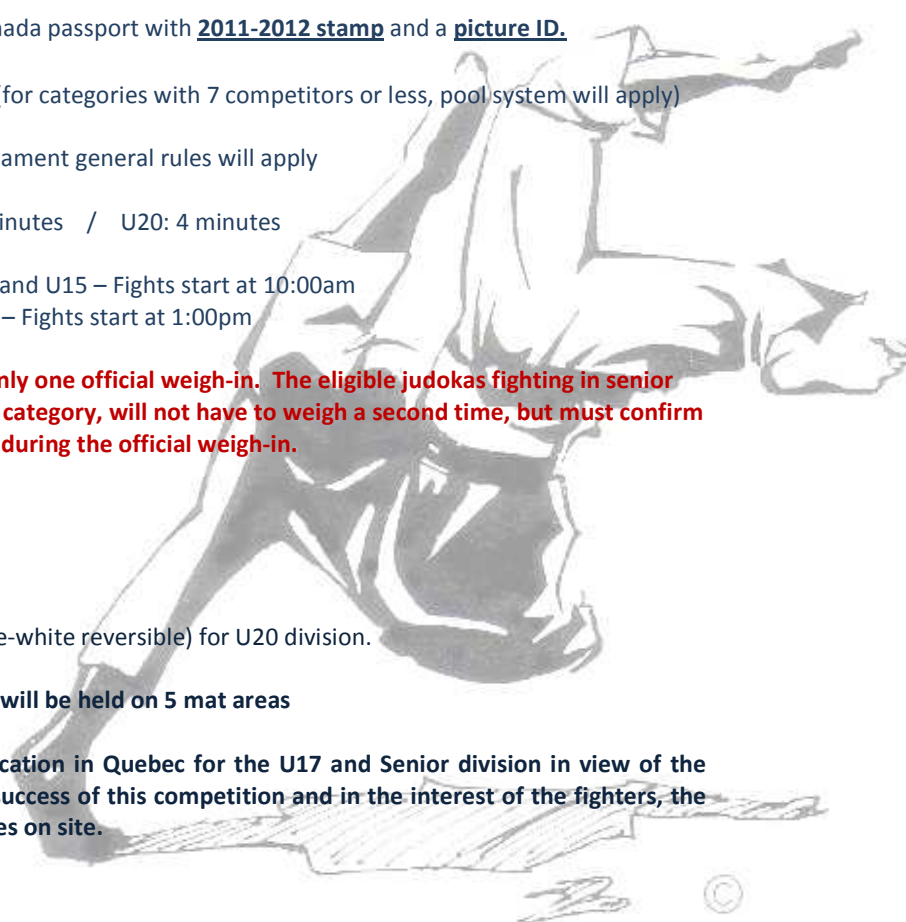 nada passport with 2011-2012 stamp and a picture ID.
(for categories with 7 competitors or less, pool system will apply)
ament general rules will apply
inutes / U20: 4 minutes
and U15 – Fights start at 10:00am
– Fights start at 1:00pm
nly one official weigh-in. The eligible judokas fighting in senior
category, will not have to weigh a second time, but must confirm
during the official weigh-in.
e-white reversible) for U20 division.
will be held on 5 mat areas
cation in Quebec for the U17 and Senior division in view of the
success of this competition and in the interest of the fighters, the
es on site.
©